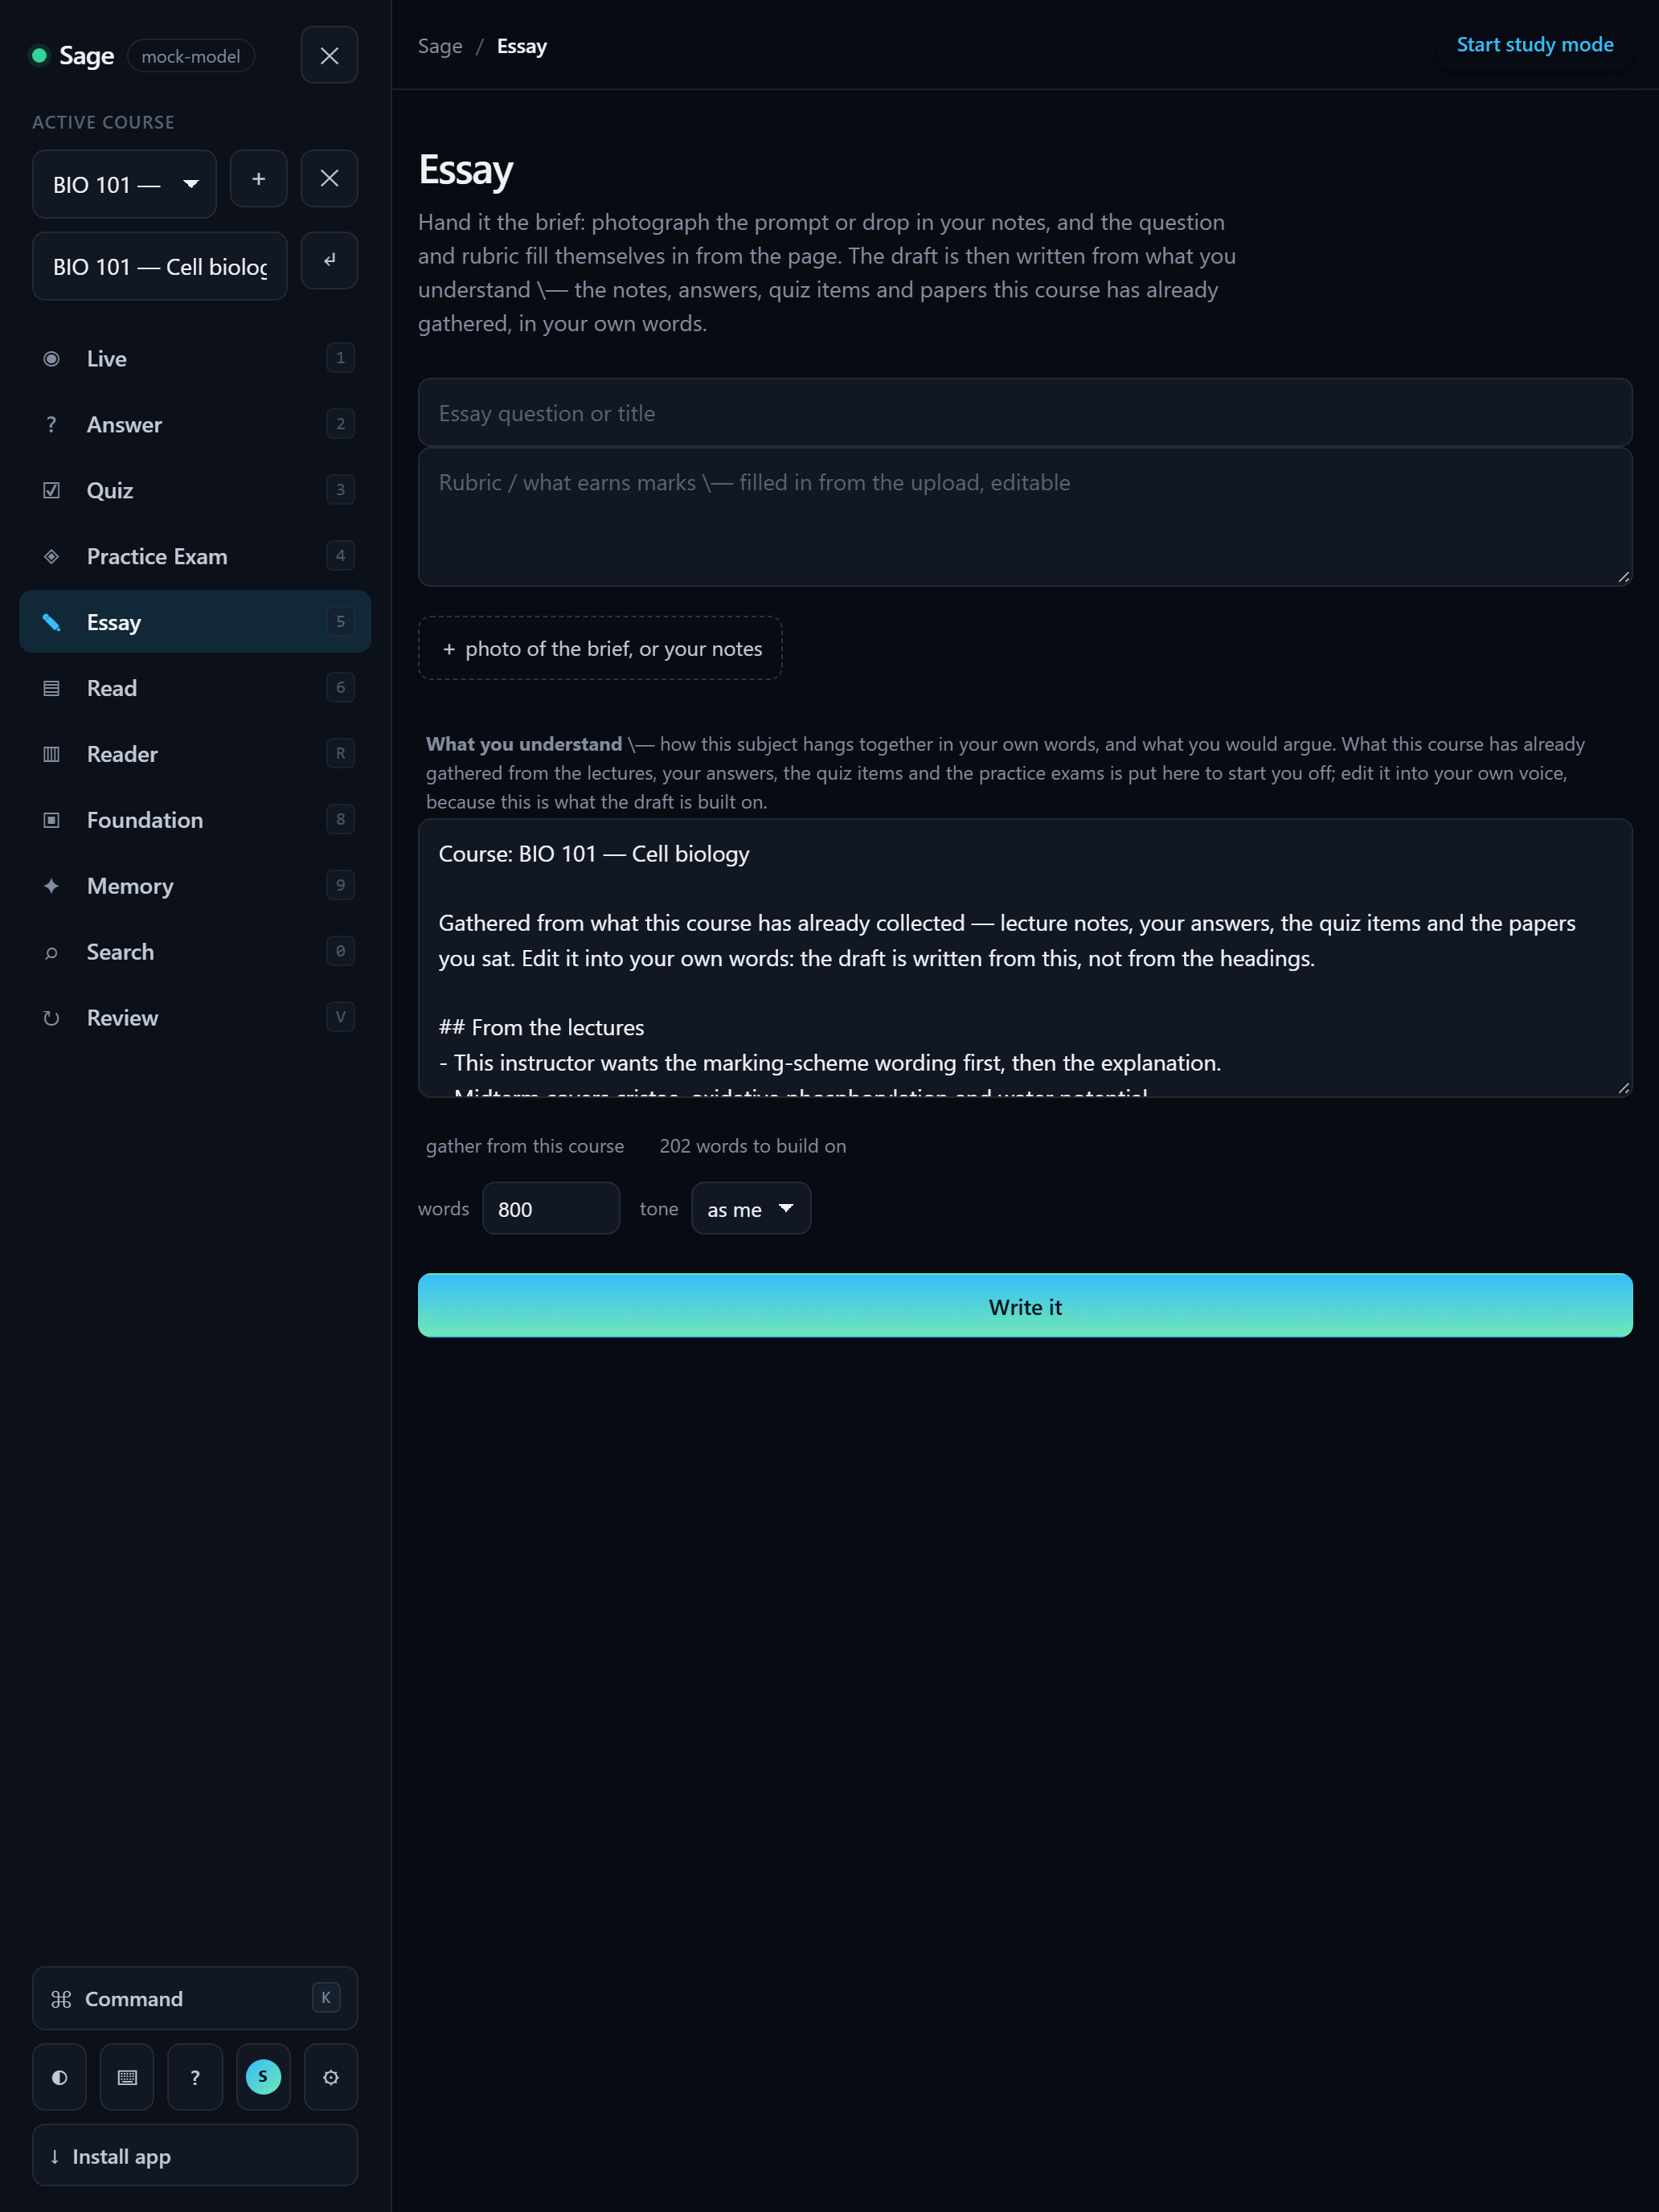 Sage
mock-model
Sage / Essay
Start study mode
ACTIVE COURSE
BIO 101 —
+
BIO 101 — Cell biolog
Live 1
? Answer 2
Quiz 3
Practice Exam 4
Essay 5
Read 6
Reader R
Foundation 8
Memory 9
Search 0
Review V
Essay
Hand it the brief: photograph the prompt or drop in your notes, and the question
and rubric fill themselves in from the page. The draft is then written from what you
understand \— the notes, answers, quiz items and papers this course has already
gathered, in your own words.
Essay question or title
Rubric / what earns marks \— filled in from the upload, editable
+ photo of the brief, or your notes
What you understand \— how this subject hangs together in your own words, and what you would argue. What this course has already
gathered from the lectures, your answers, the quiz items and the practice exams is put here to start you off; edit it into your own voice,
because this is what the draft is built on.
Course: BIO 101 — Cell biology
Gathered from what this course has already collected — lecture notes, your answers, the quiz items and the papers
you sat. Edit it into your own words: the draft is written from this, not from the headings.
## From the lectures
- This instructor wants the marking-scheme wording first, then the explanation.
- Midterm covers cristae, oxidative phosphorylation and water potential.
gather from this course 202 words to build on
words 800 tone as me
Write it
⌘ Command K
?
S
↓ Install app